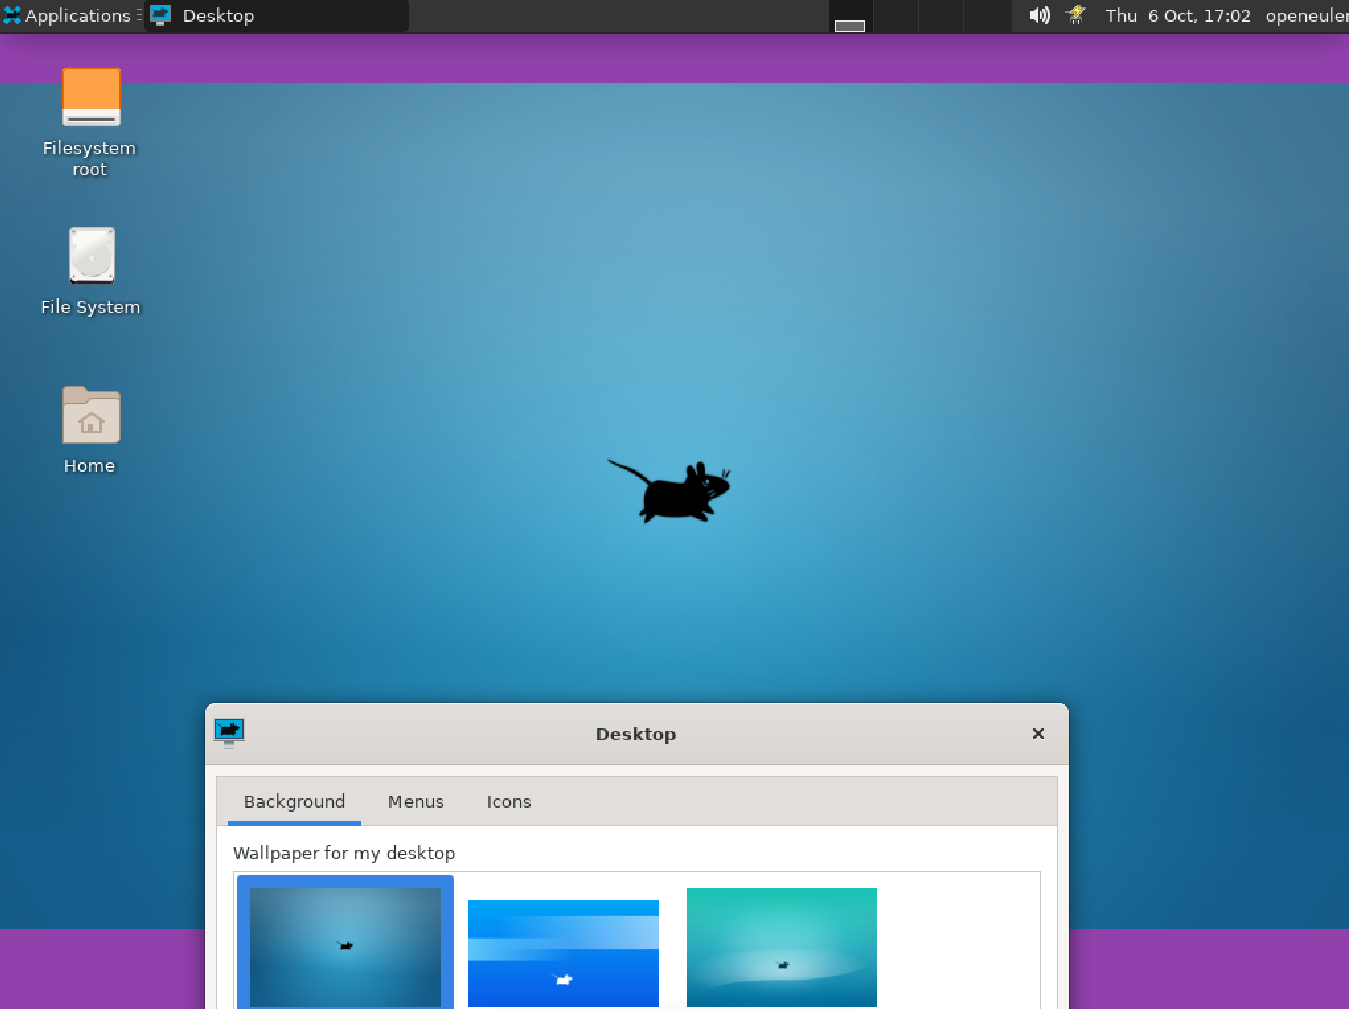 Applications
Desktop
Thu 6 Oct, 17:02
openeuler
Filesystem
root
File System
Home
Desktop
Background
Menus
Icons
Wallpaper for my desktop